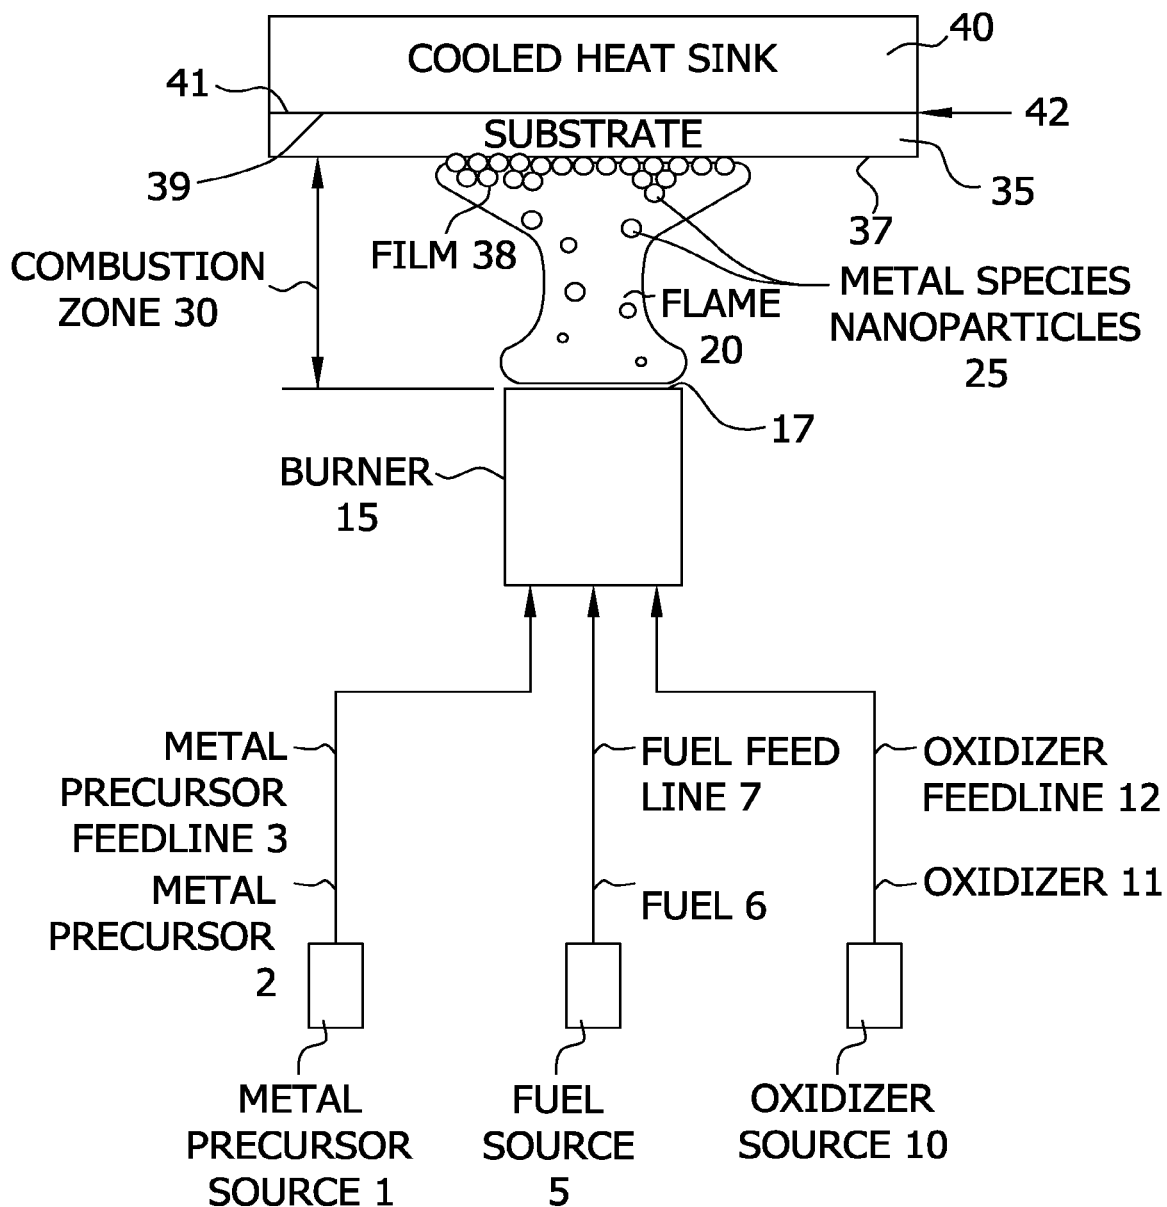 COOLED HEAT SINK
40
41
42
SUBSTRATE
39
35
37
FILM 38
COMBUSTION
ZONE 30
FLAME
20
METAL SPECIES
NANOPARTICLES
25
17
BURNER
15
METAL
PRECURSOR
FEEDLINE 3
FUEL FEED
LINE 7
OXIDIZER
FEEDLINE 12
METAL
PRECURSOR
2
FUEL 6
OXIDIZER 11
METAL
PRECURSOR
SOURCE 1
FUEL
SOURCE
5
OXIDIZER
SOURCE 10